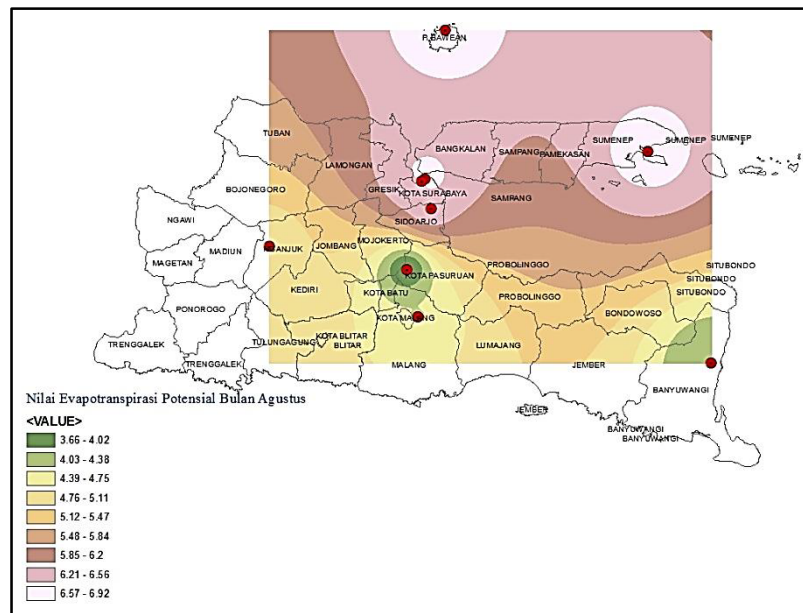 P. BAWEAN
TUBAN
BANGKALAN
SAMPANG
PAMEKASAN
SUMENEP
SUMENEP
SUMENEP
LAMONGAN
BOJONEGORO
GRESIK
KOTA SURABAYA
SAMPANG
NGAWI
SIDOARJO
MOJOKERTO
JOMBANG
MADIUN
MAGETAN
PROBOLINGGO
SITUBONDO
SITUBONDO
SITUBONDO
KOTA PASURUAN
KEDIRI
KOTA BATU
PROBOLINGGO
PONOROGO
BONDOWOSO
KOTA MALANG
TRENGGALEK
TULUNGAGUNG
KOTA BLITAR
BLITAR
LUMAJANG
TRENGGALEK
MALANG
JEMBER
BANYUWANGI
JEMBER
BANYUWANGI
BANYUWANGI
Nilai Evapotranspirasi Potensial Bulan Agustus
<VALUE>
3.66 - 4.02
4.03 - 4.38
4.39 - 4.75
4.76 - 5.11
5.12 - 5.47
5.48 - 5.84
5.85 - 6.2
6.21 - 6.56
6.57 - 6.92